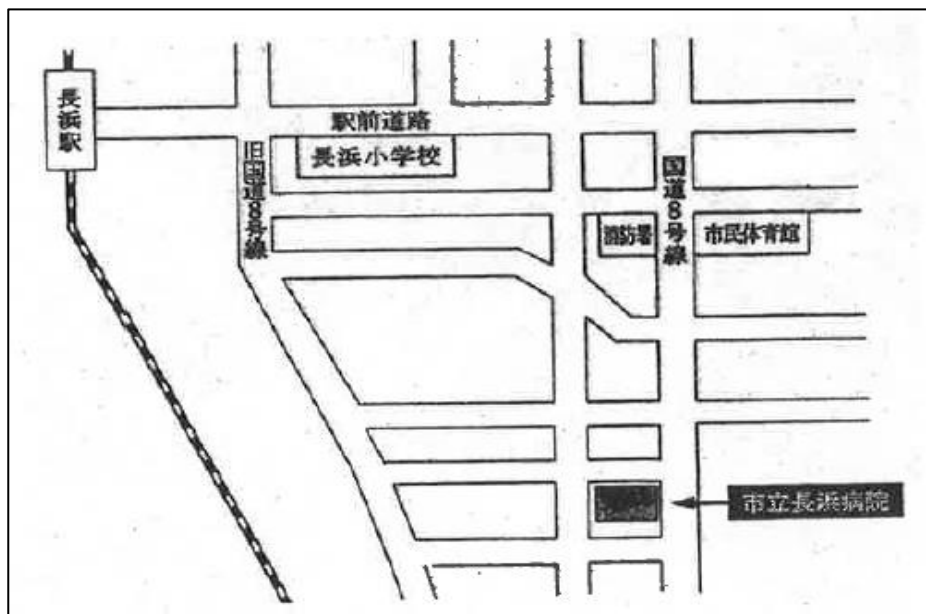 長浜駅
駅前道路
長浜小学校
旧国道8号線
国道8号線
消防署
市民体育館
市立長浜病院